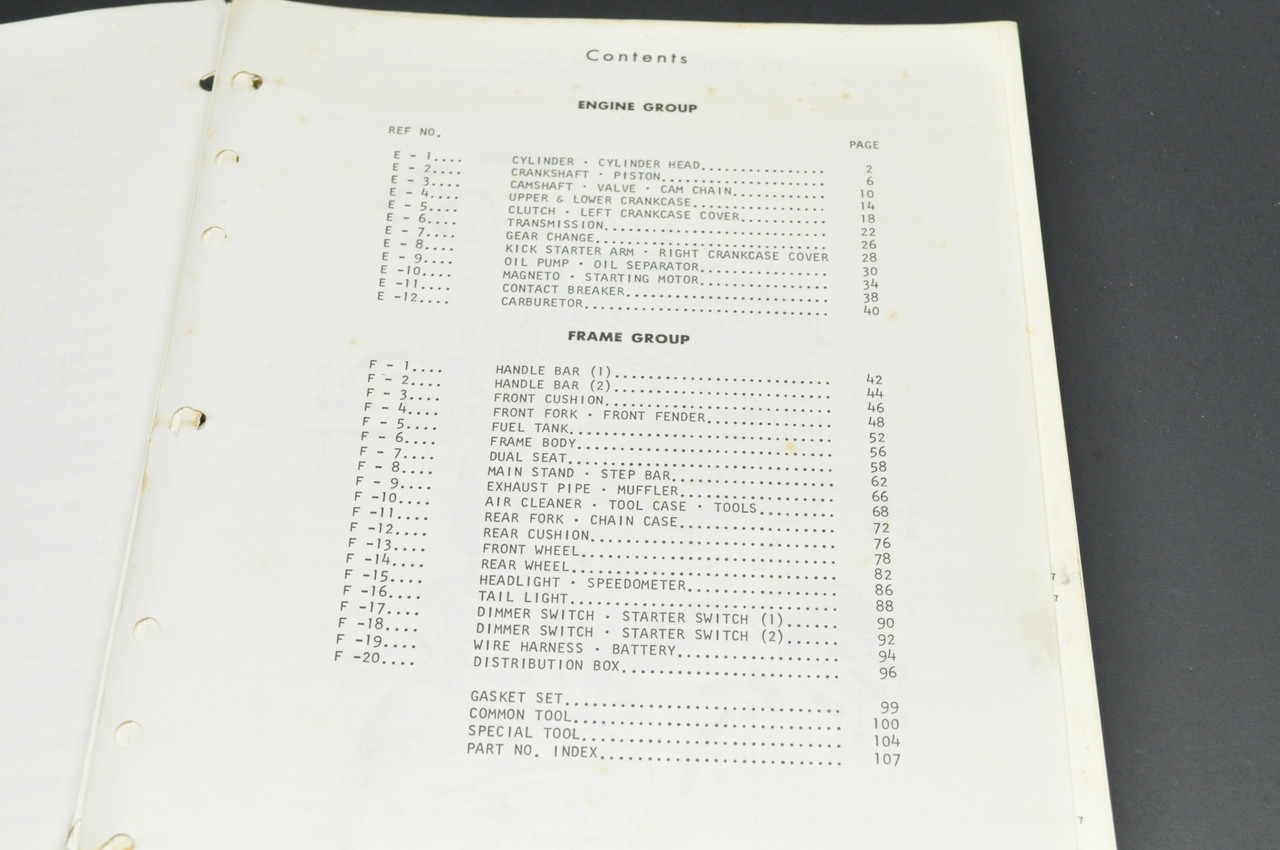 Contents
ENGINE GROUP
REF NO.
PAGE
E - 1.... CYLINDER · CYLINDER HEAD................. 2
E - 2.... CRANKSHAFT · PISTON...................... 6
E - 3.... CAMSHAFT · VALVE · CAM CHAIN............. 10
E - 4.... UPPER & LOWER CRANKCASE.................. 14
E - 5.... CLUTCH · LEFT CRANKCASE COVER............ 18
E - 6.... TRANSMISSION............................. 22
E - 7.... GEAR CHANGE.............................. 26
E - 8.... KICK STARTER ARM · RIGHT CRANKCASE COVER 28
E - 9.... OIL PUMP · OIL SEPARATOR................. 30
E -10.... MAGNETO · STARTING MOTOR................. 34
E -11.... CONTACT BREAKER.......................... 38
E -12.... CARBURETOR............................... 40
FRAME GROUP
F - 1.... HANDLE BAR (1)........................... 42
F - 2.... HANDLE BAR (2)........................... 44
F - 3.... FRONT CUSHION............................ 46
F - 4.... FRONT FORK · FRONT FENDER................ 48
F - 5.... FUEL TANK................................ 52
F - 6.... FRAME BODY............................... 56
F - 7.... DUAL SEAT................................ 58
F - 8.... MAIN STAND · STEP BAR.................... 62
F - 9.... EXHAUST PIPE · MUFFLER................... 66
F -10.... AIR CLEANER · TOOL CASE · TOOLS......... 68
F -11.... REAR FORK · CHAIN CASE................... 72
F -12.... REAR CUSHION............................. 76
F -13.... FRONT WHEEL.............................. 78
F -14.... REAR WHEEL............................... 82
F -15.... HEADLIGHT · SPEEDOMETER.................. 86
F -16.... TAIL LIGHT............................... 88
F -17.... DIMMER SWITCH · STARTER SWITCH (1)...... 90
F -18.... DIMMER SWITCH · STARTER SWITCH (2)...... 92
F -19.... WIRE HARNESS · BATTERY................... 94
F -20.... DISTRIBUTION BOX......................... 96
GASKET SET............................... 99
COMMON TOOL.............................. 100
SPECIAL TOOL............................. 104
PART NO. INDEX........................... 107
7
7
7